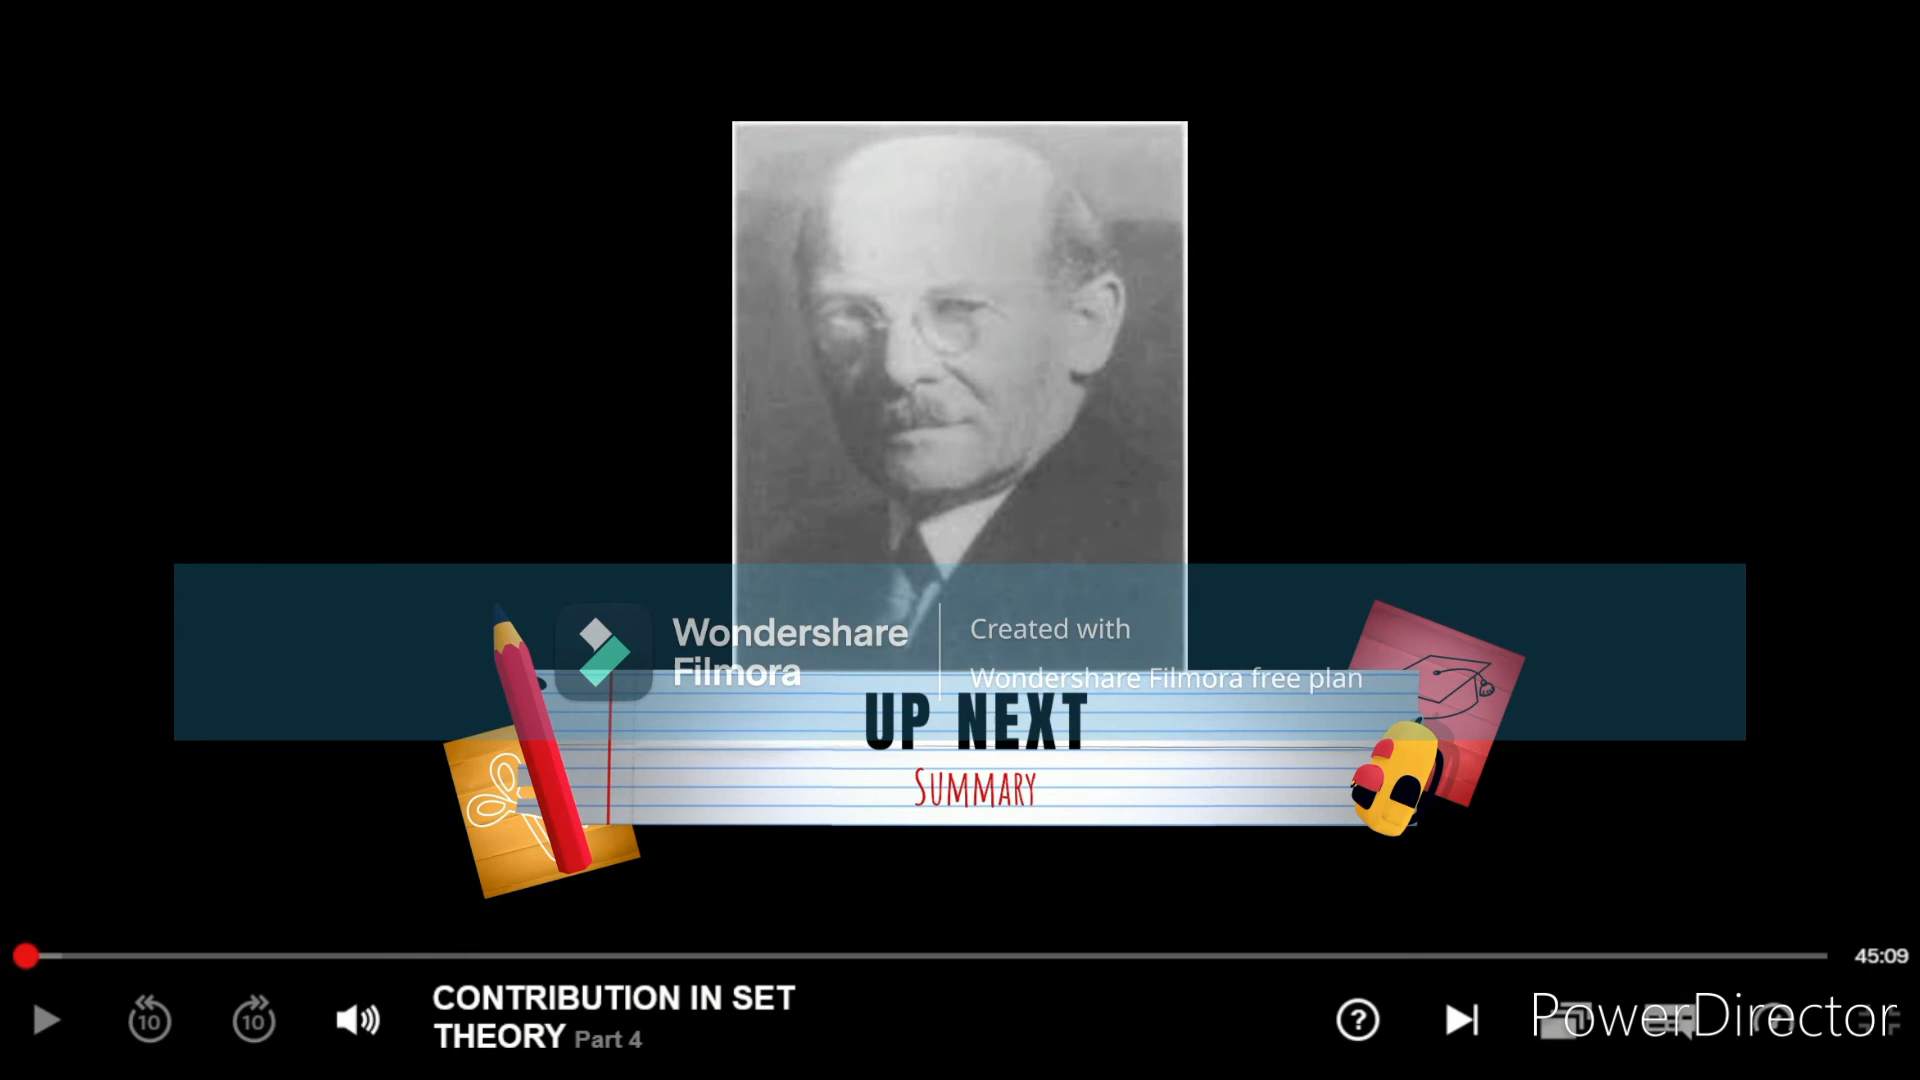 Wondershare
Filmora
Created with
Wondershare Filmora free plan
UP NEXT
SUMMARY
45:09
10
10
CONTRIBUTION IN SET
THEORY Part 4
?
PowerDirector